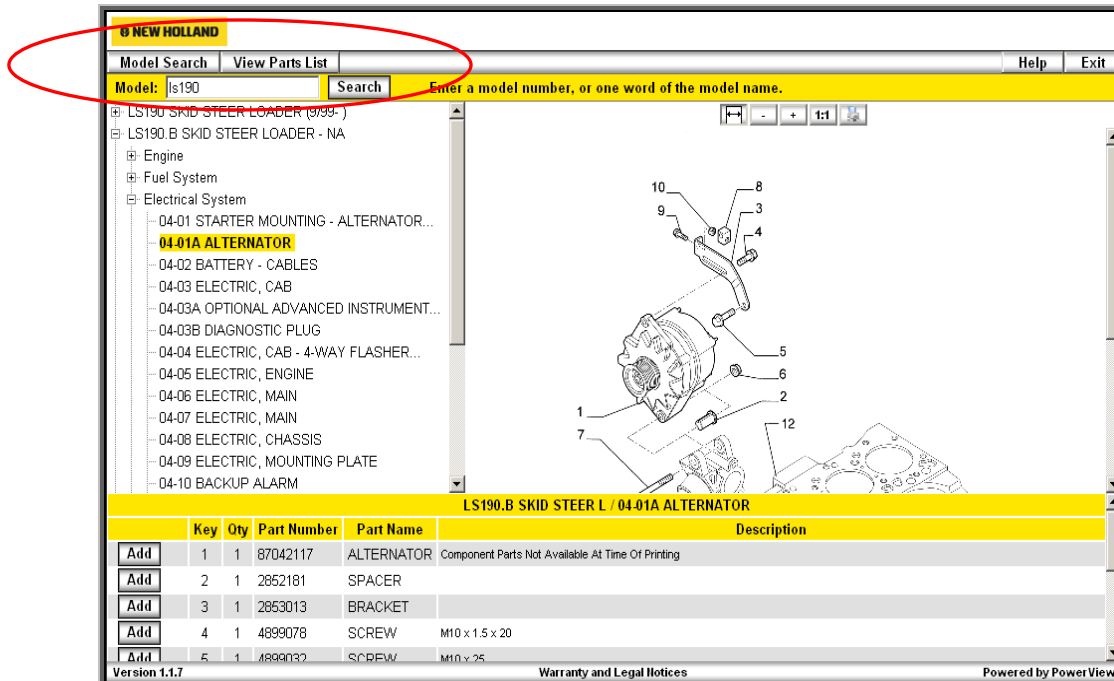 NEW HOLLAND
Model Search View Parts List Help Exit
Model: ls190 Search Enter a model number, or one word of the model name.
LS190 SKID STEER LOADER (9/99- )
LS190.B SKID STEER LOADER - NA
Engine
Fuel System
Electrical System
04-01 STARTER MOUNTING - ALTERNATOR...
04-01A ALTERNATOR
04-02 BATTERY - CABLES
04-03 ELECTRIC, CAB
04-03A OPTIONAL ADVANCED INSTRUMENT...
04-03B DIAGNOSTIC PLUG
04-04 ELECTRIC, CAB - 4-WAY FLASHER...
04-05 ELECTRIC, ENGINE
04-06 ELECTRIC, MAIN
04-07 ELECTRIC, MAIN
04-08 ELECTRIC, CHASSIS
04-09 ELECTRIC, MOUNTING PLATE
04-10 BACKUP ALARM
- + 1:1
10 8
9 3
4
5
6
2
1
12
7
LS190.B SKID STEER L / 04-01A ALTERNATOR
Key Qty Part Number Part Name Description
Add 1 1 87042117 ALTERNATOR Component Parts Not Available At Time Of Printing
Add 2 1 2852181 SPACER
Add 3 1 2853013 BRACKET
Add 4 1 4899078 SCREW M10 x 1.5 x 20
Add 5 1 4899032 SCREW M10 x 25
Version 1.1.7 Warranty and Legal Notices Powered by PowerView